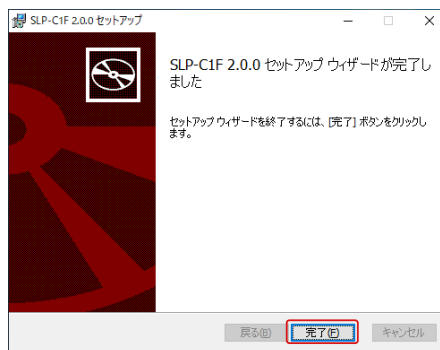 SLP-C1F 2.0.0 セットアップ
SLP-C1F 2.0.0 セットアップ ウィザードが完了し
ました
セットアップ ウィザードを終了するには、[完了] ボタンをクリックし
ます。
戻る(B) 完了(F) キャンセル